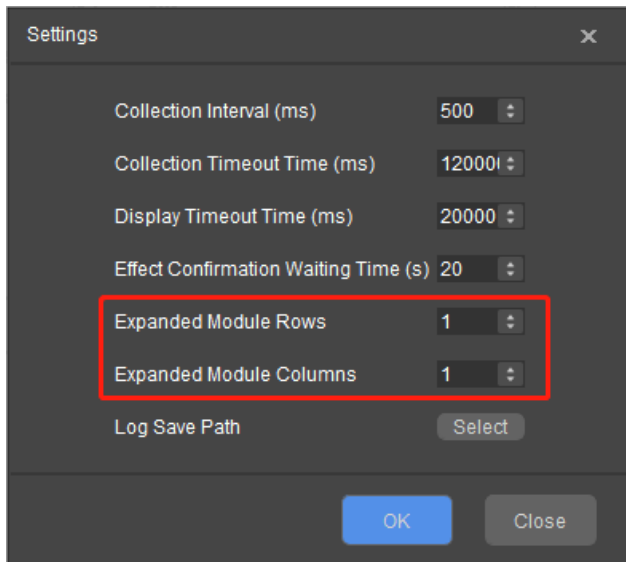 Settings
Collection Interval (ms) 500
Collection Timeout Time (ms) 12000
Display Timeout Time (ms) 20000
Effect Confirmation Waiting Time (s) 20
Expanded Module Rows 1
Expanded Module Columns 1
Log Save Path Select
OK Close